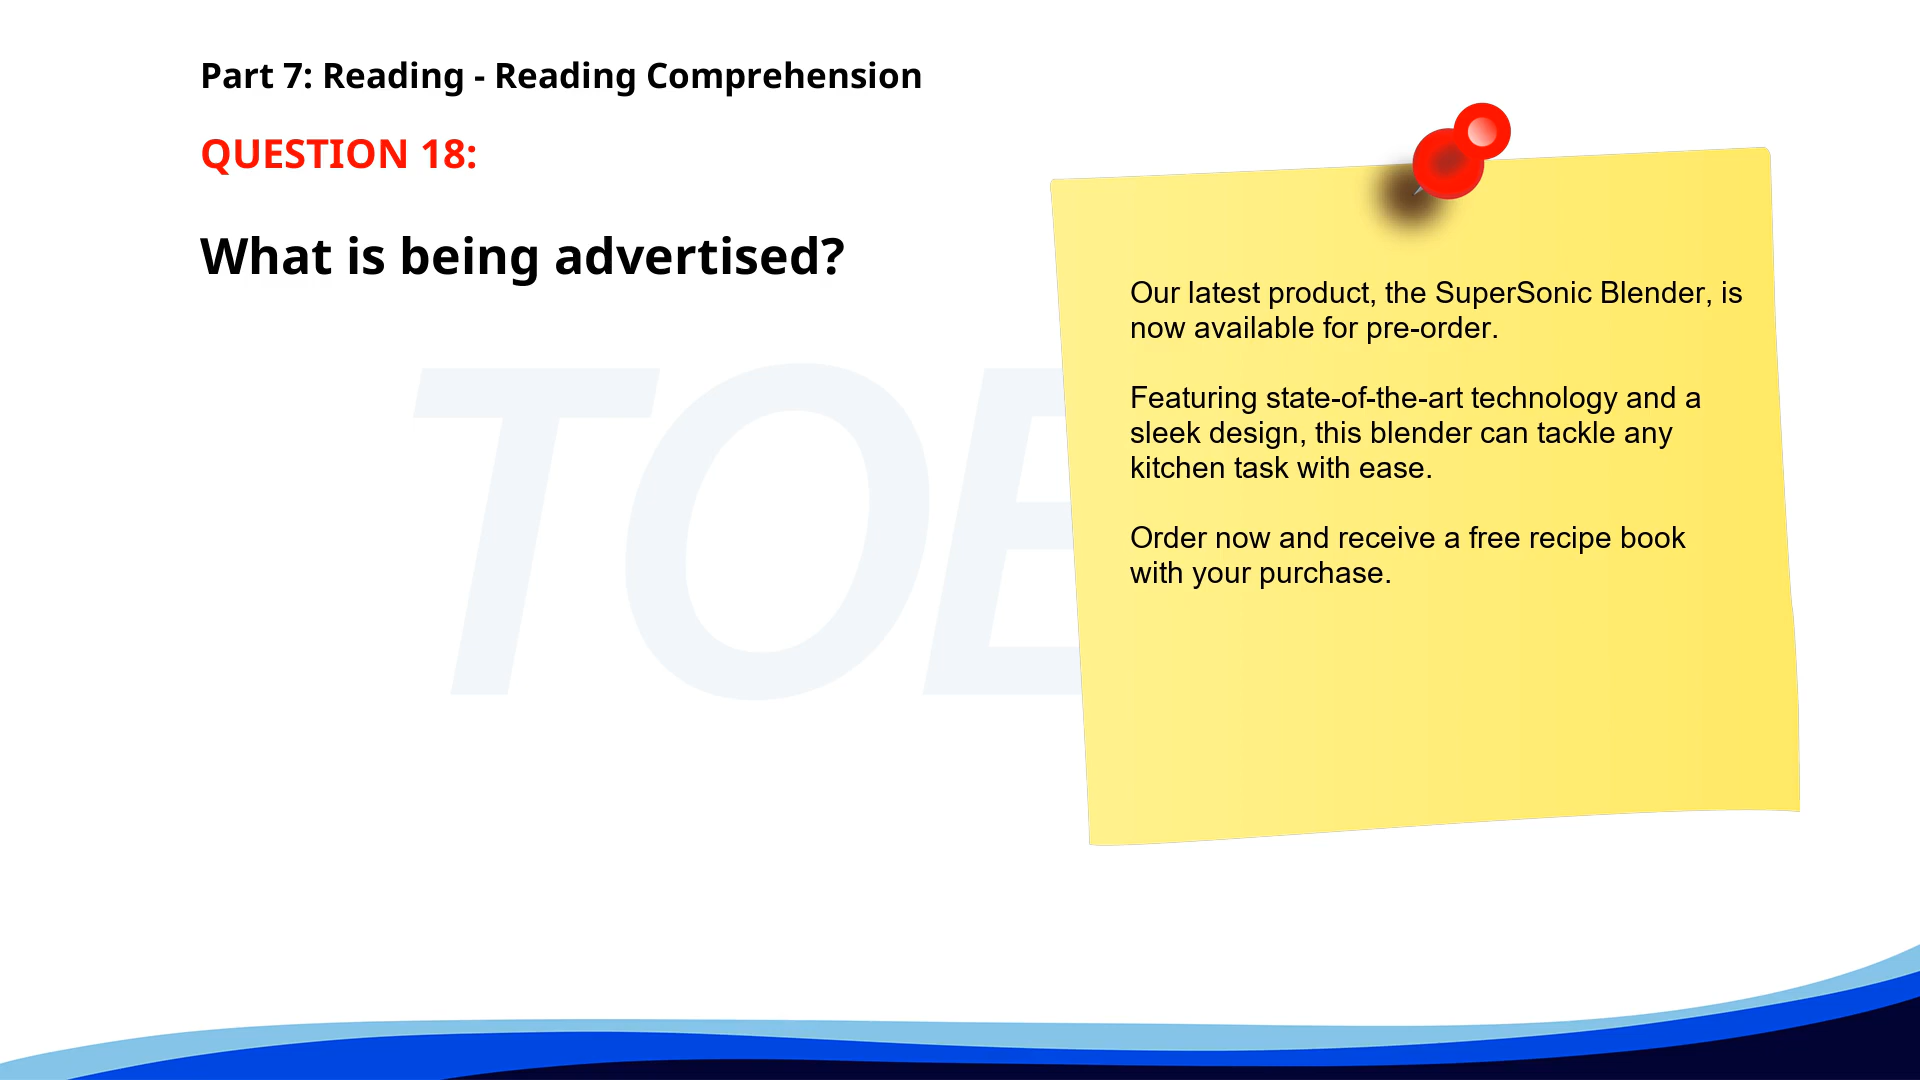 Part 7: Reading - Reading Comprehension
QUESTION 18:
What is being advertised?
TOE
Our latest product, the SuperSonic Blender, is
now available for pre-order.
Featuring state-of-the-art technology and a
sleek design, this blender can tackle any
kitchen task with ease.
Order now and receive a free recipe book
with your purchase.